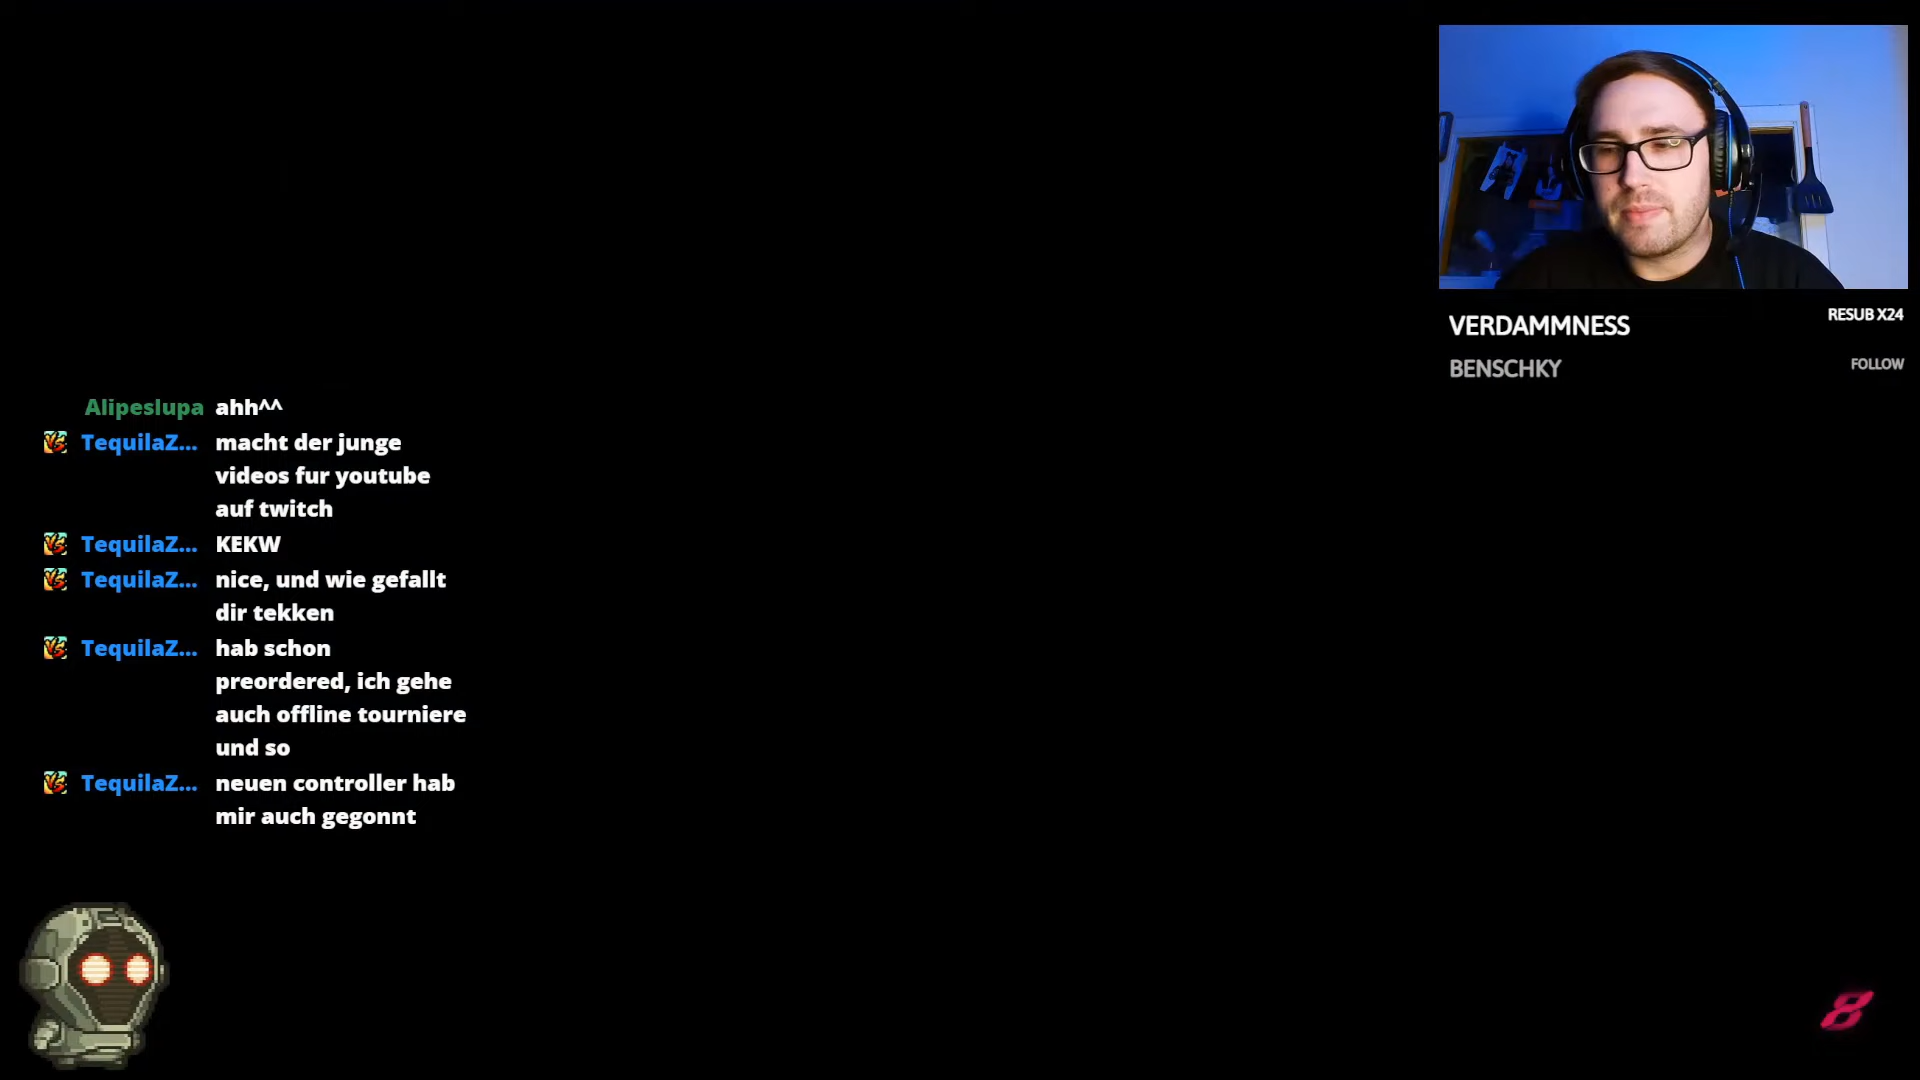 VERDAMMNESS RESUB X24
BENSCHKY FOLLOW
Alipeslupa ahh^^
TequilaZ... macht der junge
videos fur youtube
auf twitch
TequilaZ... KEKW
TequilaZ... nice, und wie gefallt
dir tekken
TequilaZ... hab schon
preordered, ich gehe
auch offline tourniere
und so
TequilaZ... neuen controller hab
mir auch gegonnt
8